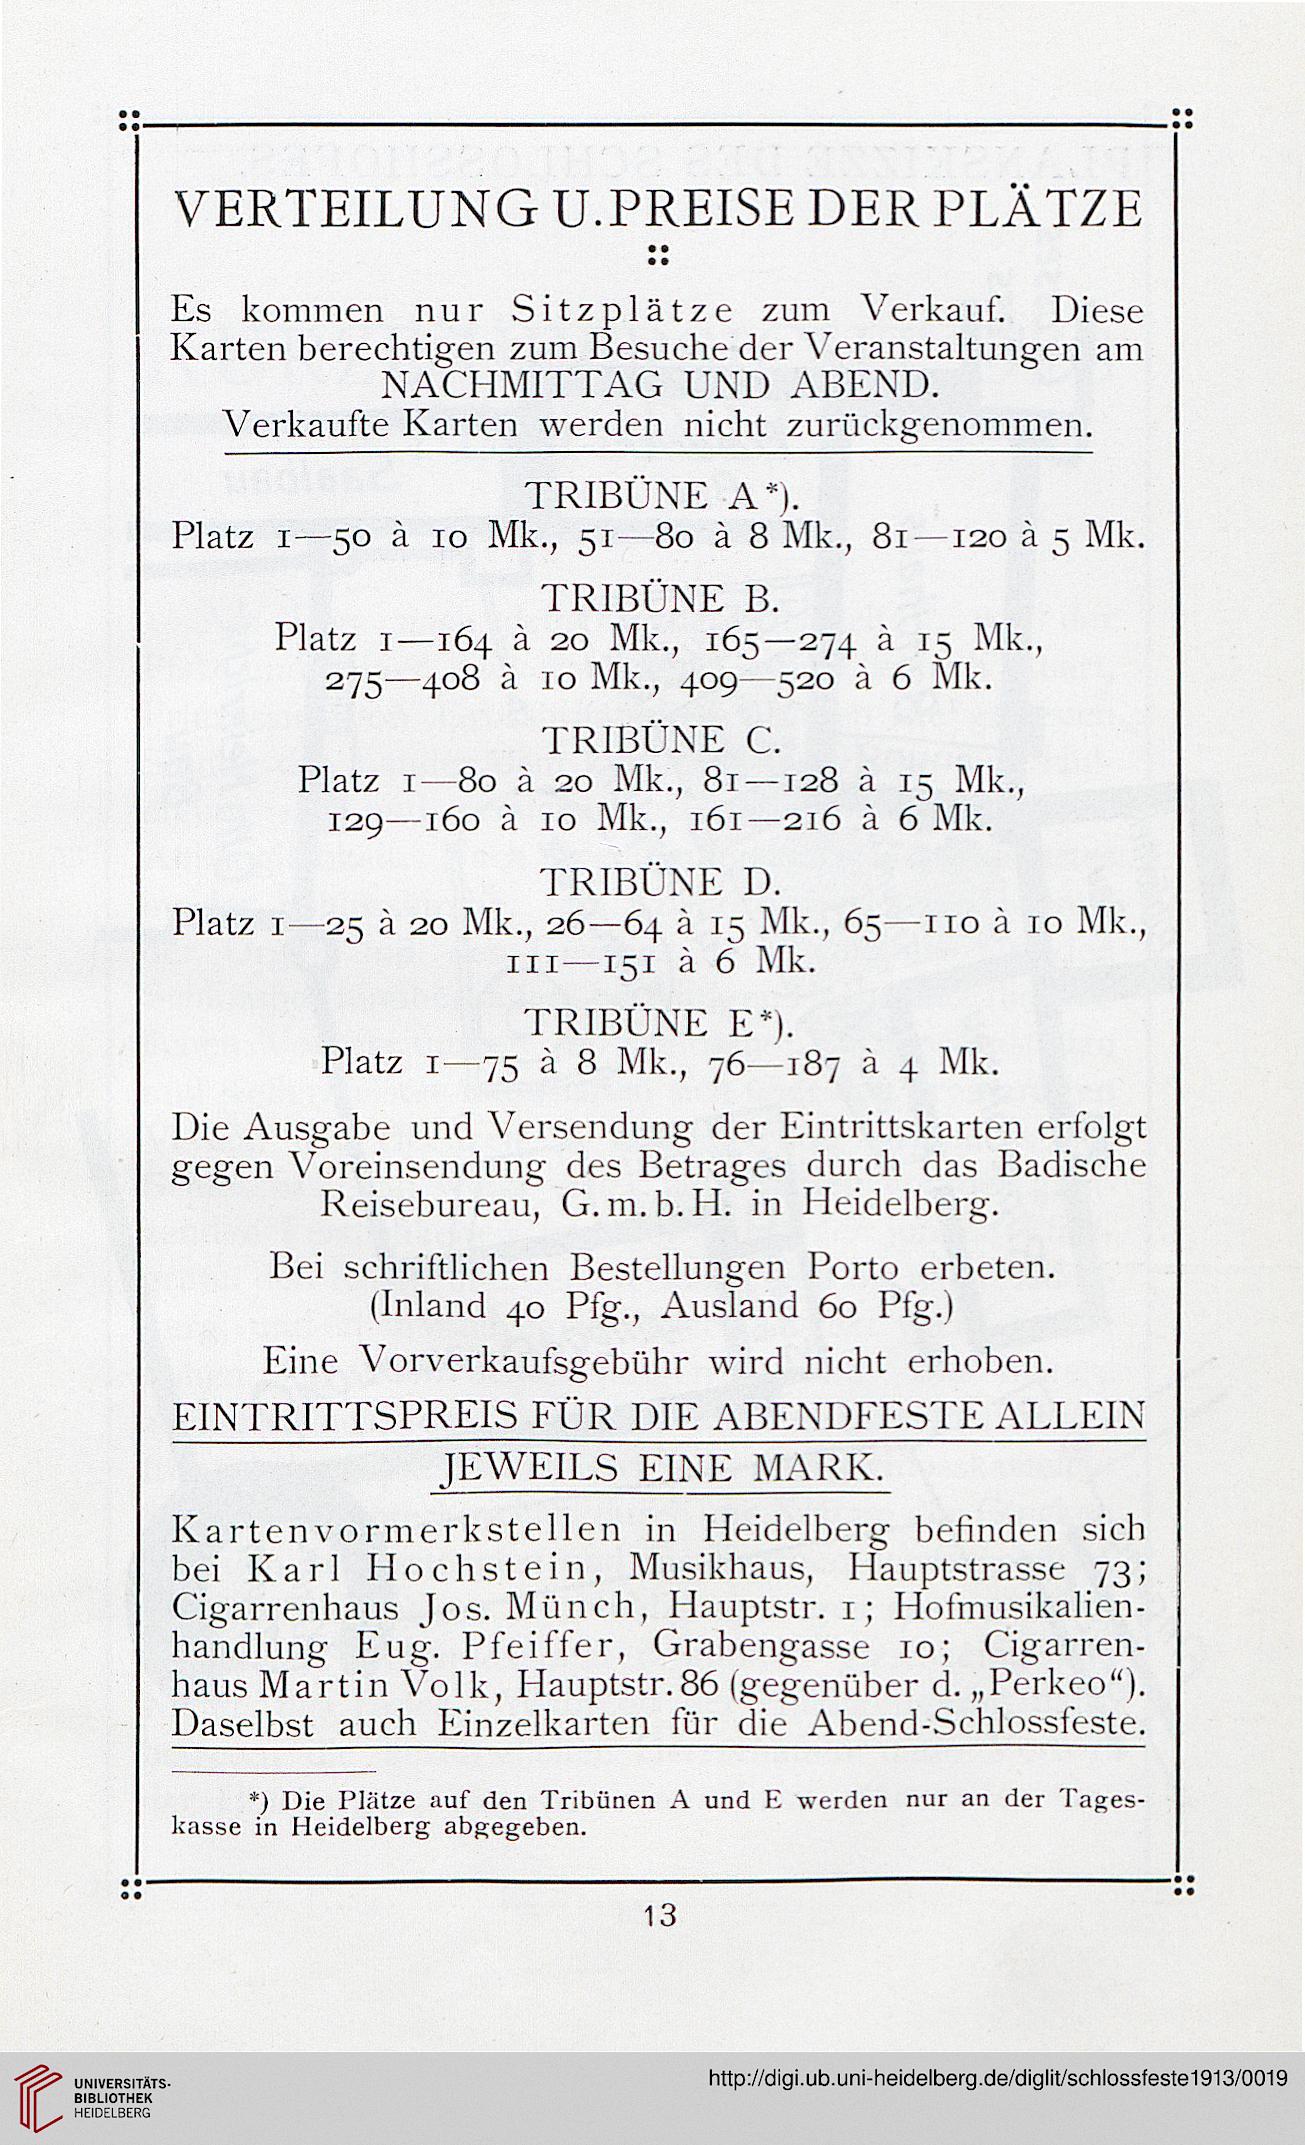 VERTEILUNG U. PREISE DER PLÄTZE
Es kommen nur Sitzplätze zum Verkauf. Diese
Karten berechtigen zum Besuche der Veranstaltungen am
NACHMITTAG UND ABEND.
Verkaufte Karten werden nicht zurückgenommen.
TRIBÜNE A*).
Platz 1—50 à 10 Mk., 51—80 à 8 Mk., 81—120 à 5 Mk.
TRIBÜNE B.
Platz 1—164 à 20 Mk., 165—274 à 15 Mk.,
275—408 à 10 Mk., 409—520 à 6 Mk.
TRIBÜNE C.
Platz 1—80 à 20 Mk., 81—128 à 15 Mk.,
129—160 à 10 Mk., 161—216 à 6 Mk.
TRIBÜNE D.
Platz 1—25 à 20 Mk., 26—64 à 15 Mk., 65—110 à 10 Mk.,
111—151 à 6 Mk.
TRIBÜNE E*).
Platz 1—75 à 8 Mk., 76—187 à 4 Mk.
Die Ausgabe und Versendung der Eintrittskarten erfolgt
gegen Voreinsendung des Betrages durch das Badische
Reisebureau, G. m. b. H. in Heidelberg.
Bei schriftlichen Bestellungen Porto erbeten.
(Inland 40 Pfg., Ausland 60 Pfg.)
Eine Vorverkaufsgebühr wird nicht erhoben.
EINTRITTSPREIS FÜR DIE ABENDFESTE ALLEIN
JEWEILS EINE MARK.
Kartenvormerkstellen in Heidelberg befinden sich
bei Karl Hochstein, Musikhaus, Hauptstrasse 73;
Cigarrenhaus Jos. Münch, Hauptstr. 1; Hofmusikalien-
handlung Eug. Pfeiffer, Grabengasse 10; Cigarren-
haus Martin Volk, Hauptstr. 86 (gegenüber d. „Perkeo“).
Daselbst auch Einzelkarten für die Abend-Schlossfeste.
*) Die Plätze auf den Tribünen A und E werden nur an der Tages-
kasse in Heidelberg abgegeben.
13
UNIVERSITÄTS-
BIBLIOTHEK
HEIDELBERG
http://digi.ub.uni-heidelberg.de/diglit/schlossfeste1913/0019